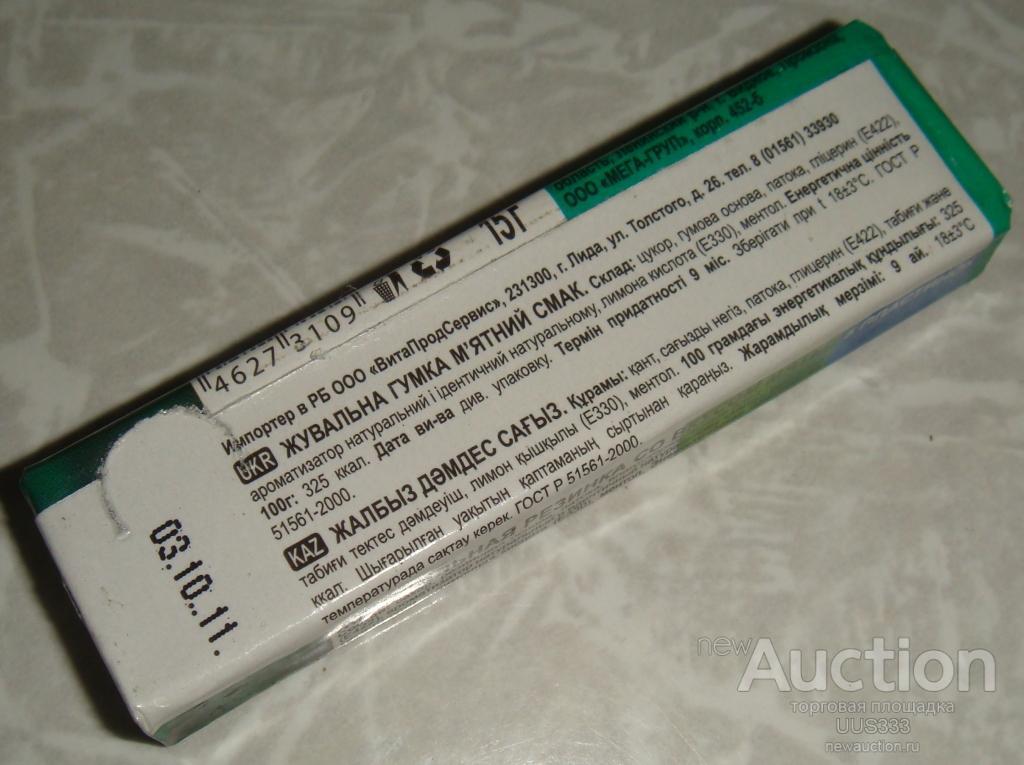 ООО «МЕГА-ГРУП», корп. 452-б
4627 3109
15Г
Импортер в РБ ООО «ВитаПродСервис», 231300, г. Лида, ул. Толстого, д. 26. тел. 8 (01561) 33930
UKR ЖУВАЛЬНА ГУМКА М'ЯТНИЙ СМАК. Склад: цукор, гумова основа, патока, гліцерин (Е422),
ароматизатор натуральний і ідентичний натуральному, лимона кислота (Е330), ментол. Енергетична цінність
100г: 325 ккал. Дата ви-ва див. упаковку. Термін придатності 9 міс. Зберігати при t 18±3°С. ГОСТ Р
51561-2000.
KAZ ЖАЛБЫЗ ДӘМДЕС САҒЫЗ. Құрамы: қант, сағызды негіз, патока, глицерин (Е422), табиғи және
табиғи тектес дәмдеуіш, лимон қышқылы (Е330), ментол. 100 грамдағы энергетикалық құндылығы: 325
ккал. Шығарылған уақытын қаптаманың сыртынан қараңыз. Жарамдылық мерзімі: 9 ай. 18±3°С
температурада сақтау керек. ГОСТ Р 51561-2000.
03.10..11.
newAuction
торговая площадка
UUS333
newauction.ru